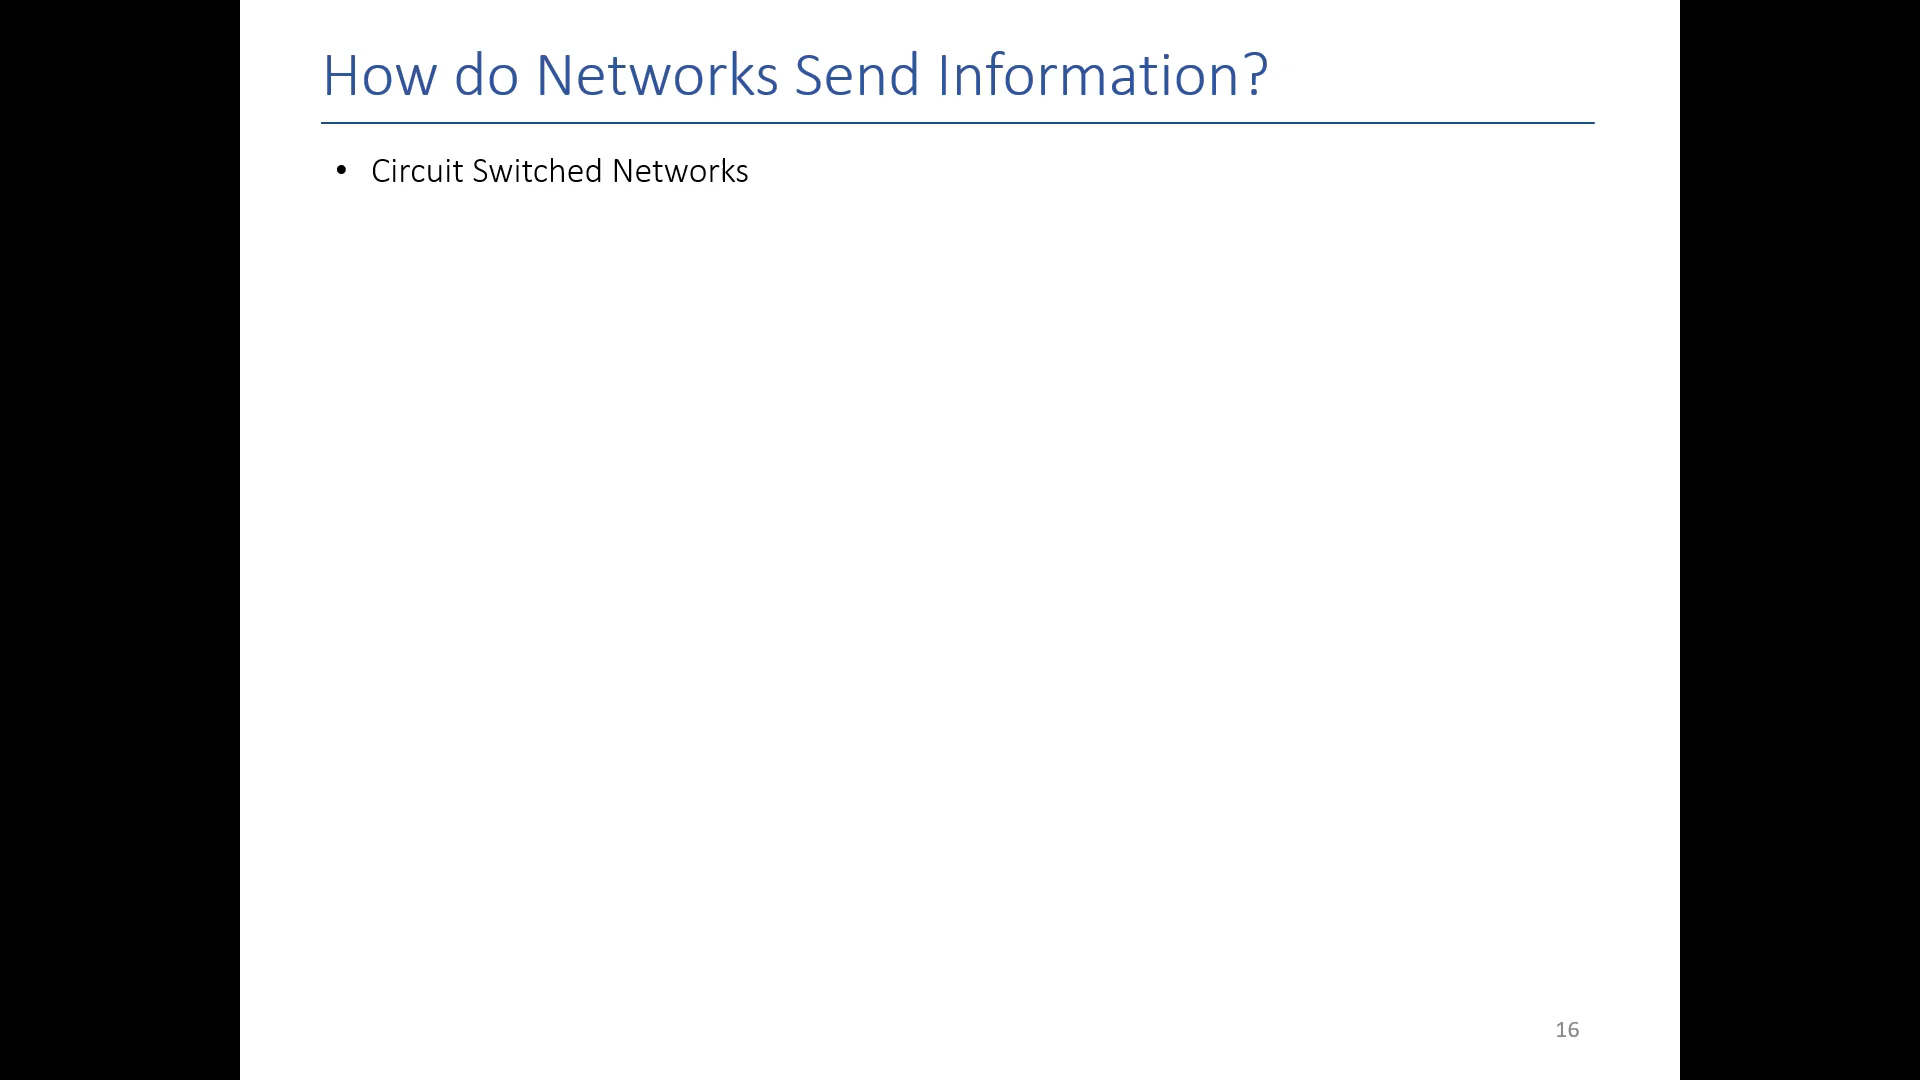 How do Networks Send Information?
• Circuit Switched Networks
16